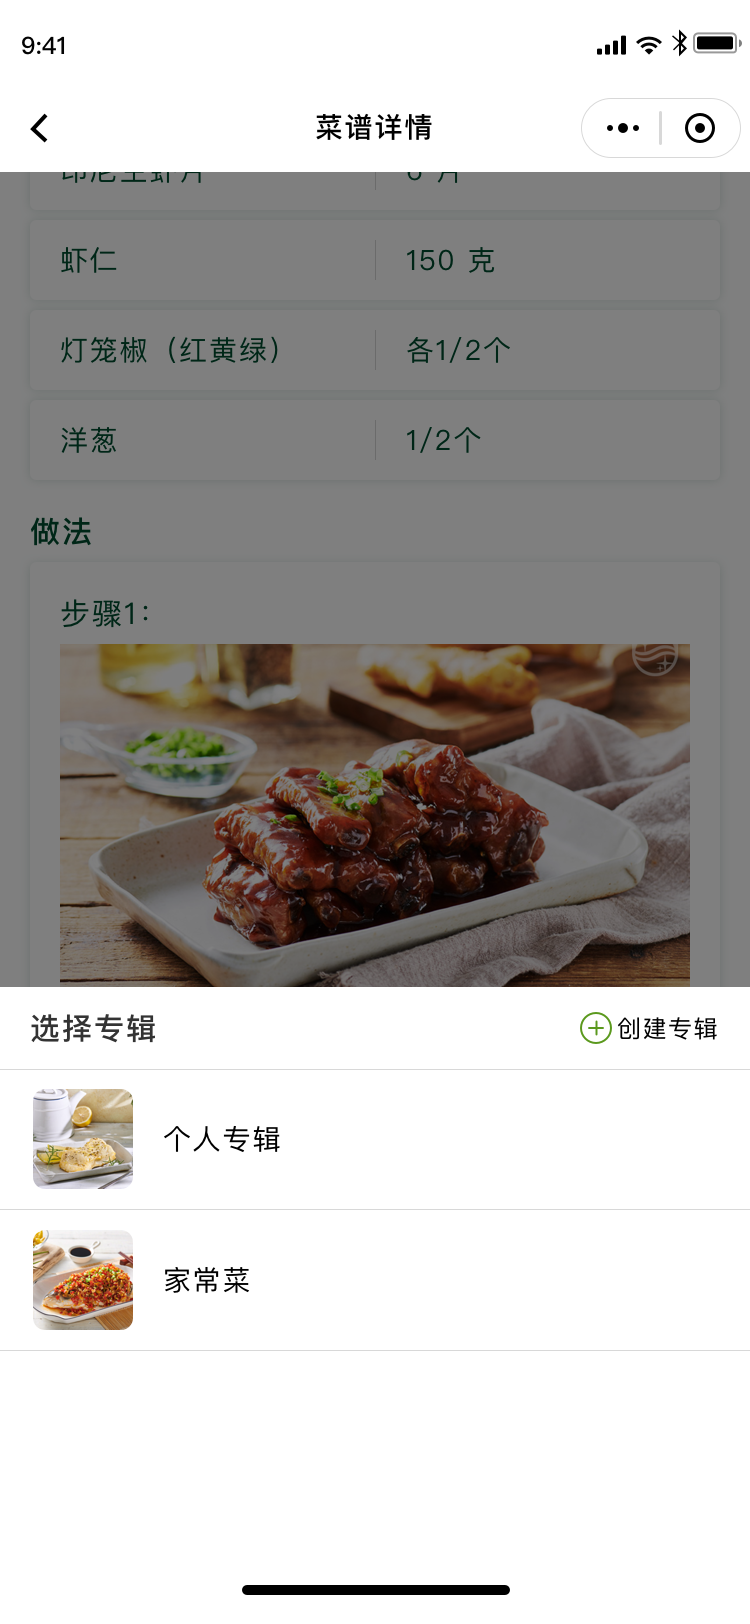 9:41
菜谱详情
虾仁 150 克
灯笼椒（红黄绿） 各1/2个
洋葱 1/2个
做法
步骤1：
选择专辑 创建专辑
个人专辑
家常菜